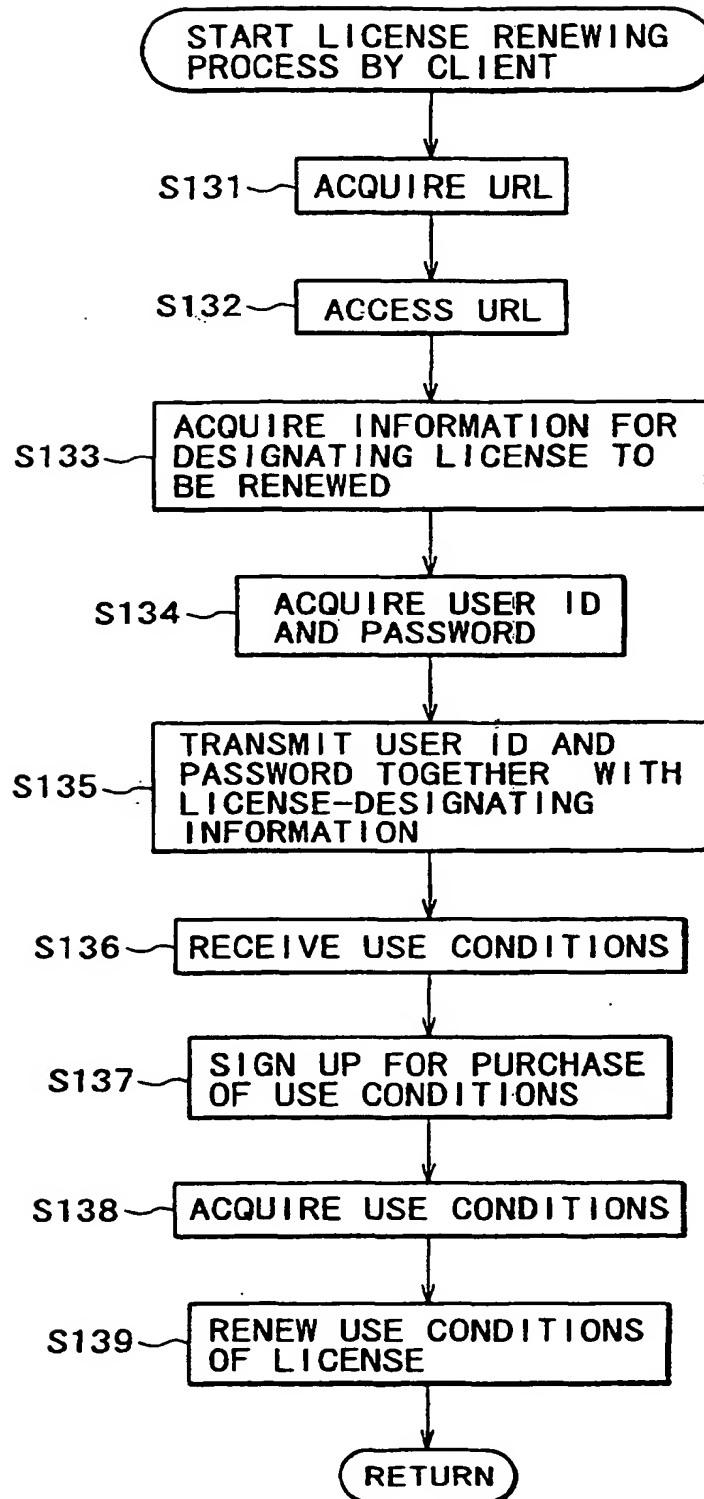 START LICENSE RENEWING
PROCESS BY CLIENT
S131
ACQUIRE URL
S132
ACCESS URL
S133
ACQUIRE INFORMATION FOR
DESIGNATING LICENSE TO
BE RENEWED
S134
ACQUIRE USER ID
AND PASSWORD
S135
TRANSMIT USER ID AND
PASSWORD TOGETHER WITH
LICENSE-DESIGNATING
INFORMATION
S136
RECEIVE USE CONDITIONS
S137
SIGN UP FOR PURCHASE
OF USE CONDITIONS
S138
ACQUIRE USE CONDITIONS
S139
RENEW USE CONDITIONS
OF LICENSE
RETURN